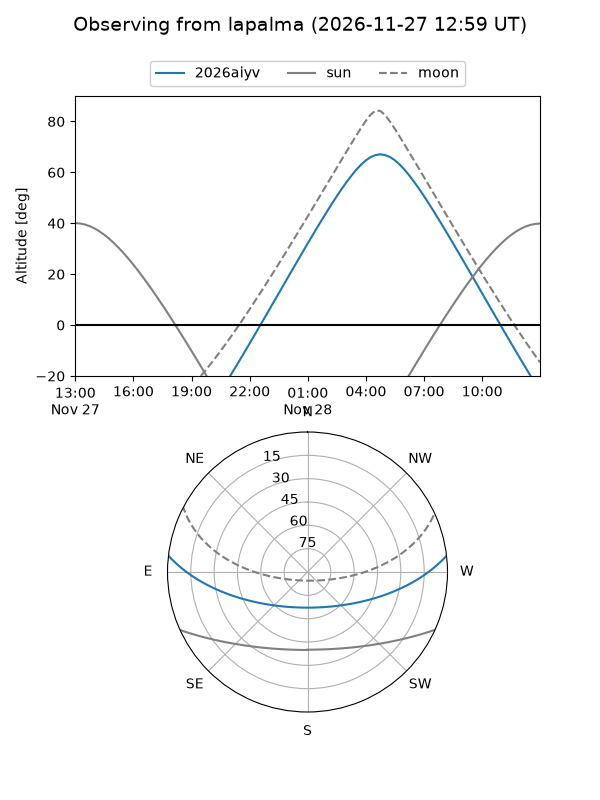 Observing from lapalma (2026-11-27 12:59 UT)
2026aiyv sun moon
Altitude [deg]
80
60
40
20
0
−20
13:00 16:00 19:00 22:00 01:00 04:00 07:00 10:00
Nov 27 Nov 28
N
NE NW
15
30
45
60
75
E W
SE SW
S